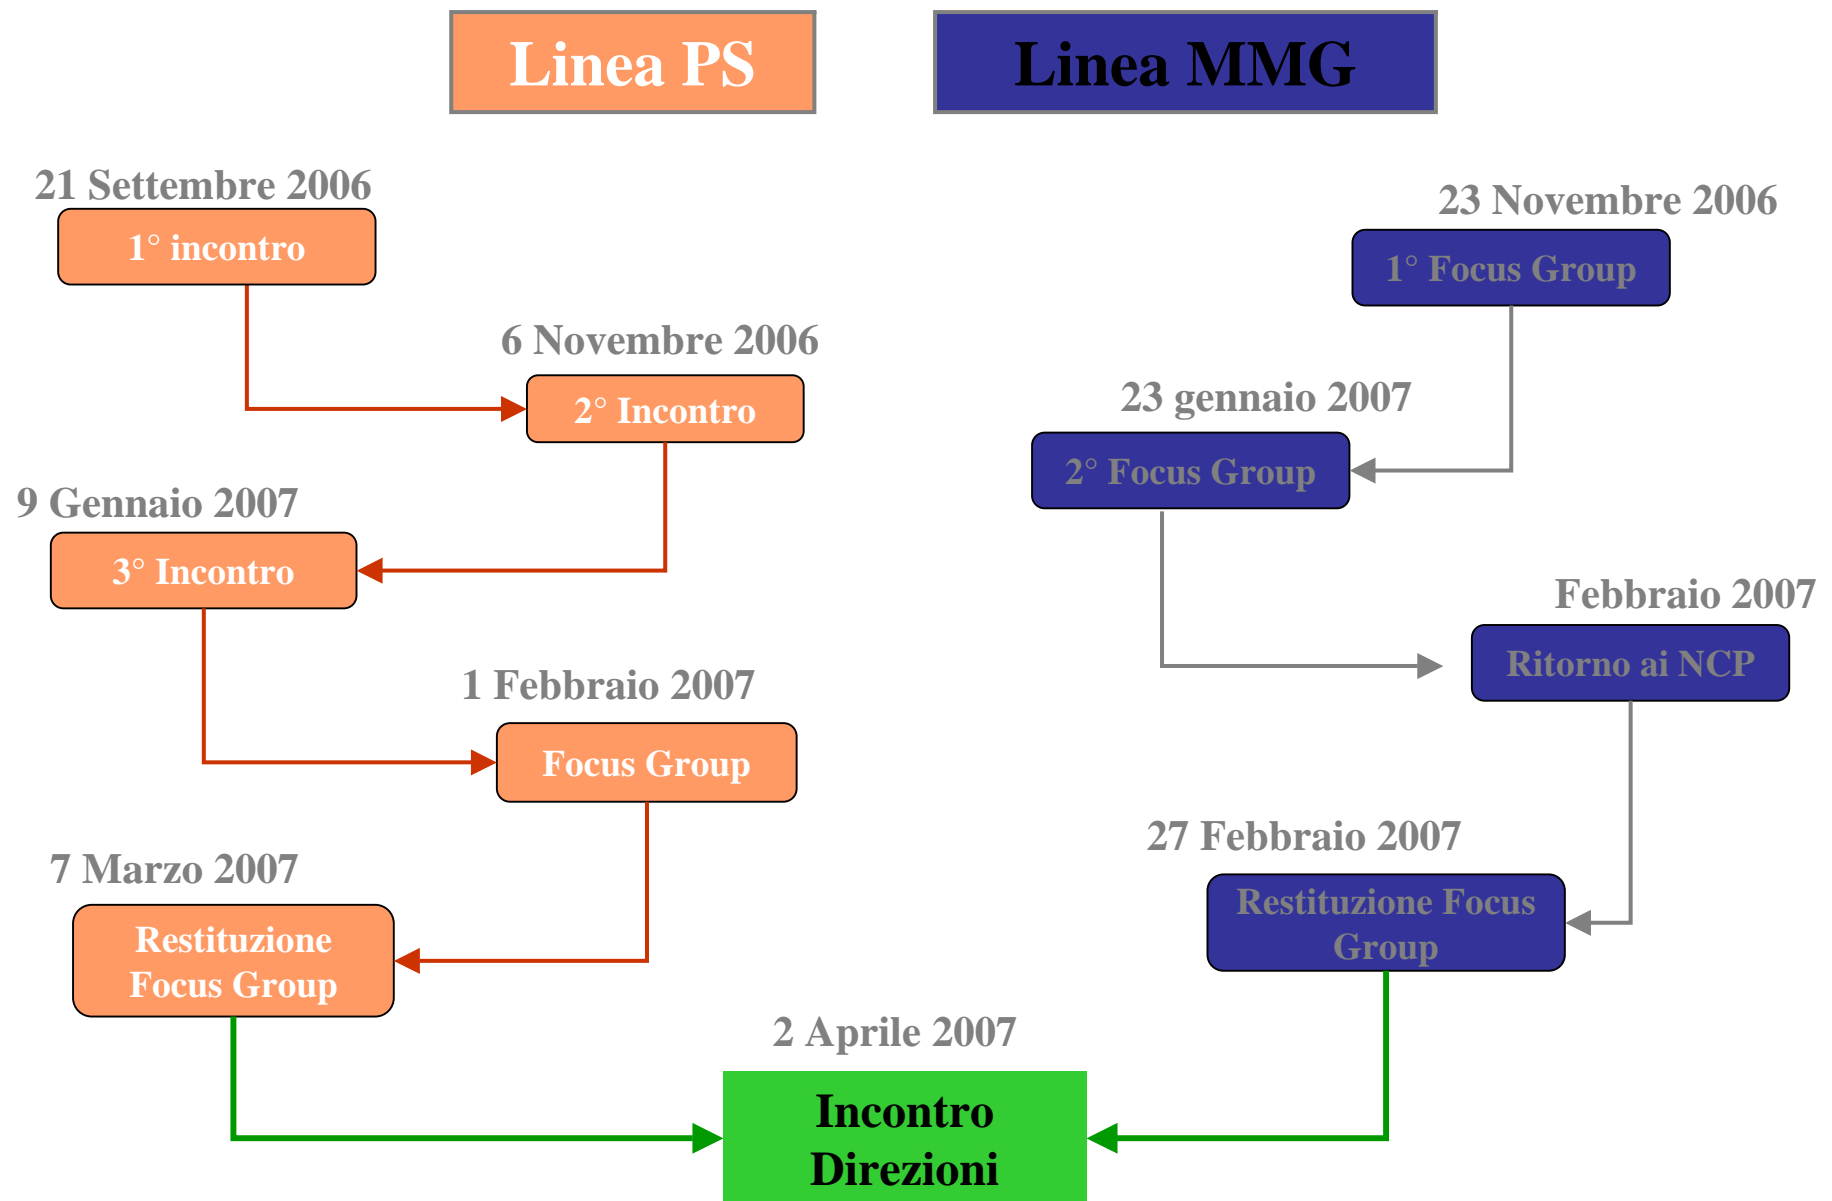 Linea PS
Linea MMG
21 Settembre 2006
1° incontro
6 Novembre 2006
2° Incontro
9 Gennaio 2007
3° Incontro
1 Febbraio 2007
Focus Group
7 Marzo 2007
Restituzione
Focus Group
23 Novembre 2006
1° Focus Group
23 gennaio 2007
2° Focus Group
Febbraio 2007
Ritorno ai NCP
27 Febbraio 2007
Restituzione Focus
Group
2 Aprile 2007
Incontro
Direzioni